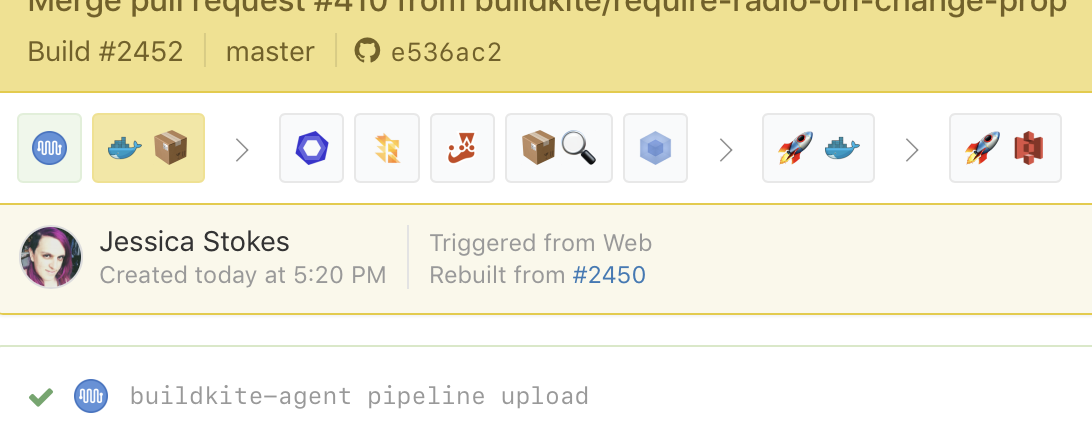 Merge pull request #410 from buildkite/require-radio-on-change-prop
Build #2452 master e536ac2
Jessica Stokes
Created today at 5:20 PM
Triggered from Web
Rebuilt from #2450
buildkite-agent pipeline upload